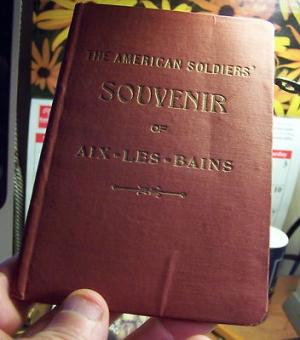 THE AMERICAN SOLDIERS'
SOUVENIR
OF
AIX-LES-BAINS